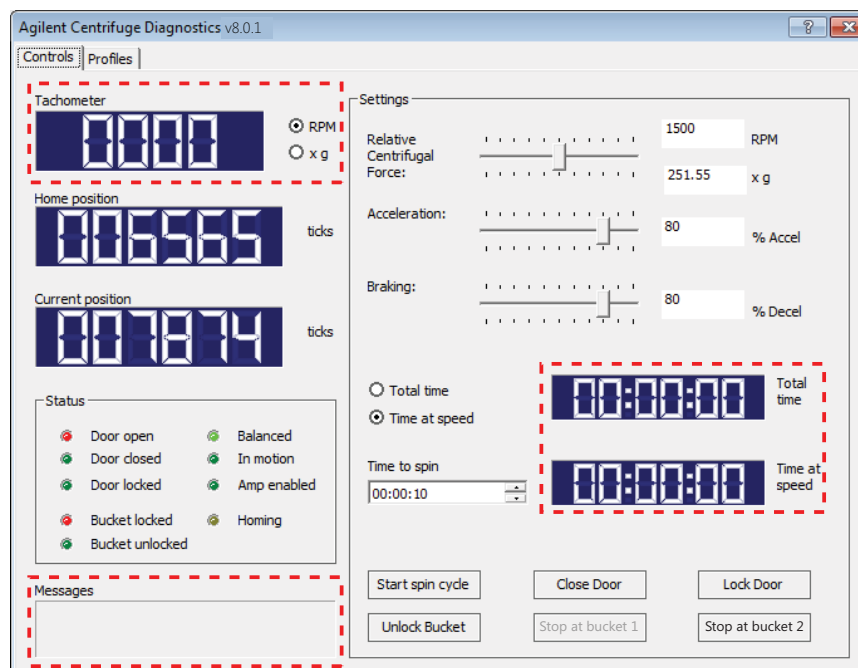 Agilent Centrifuge Diagnostics v8.0.1
?
Controls Profiles
Tachometer
0000
RPM
x g
Home position
006565 ticks
Current position
007874 ticks
Status
Door open
Door closed
Door locked
Bucket locked
Bucket unlocked
Balanced
In motion
Amp enabled
Homing
Messages
Settings
Relative
Centrifugal
Force:
1500 RPM
251.55 x g
Acceleration:
80 % Accel
Braking:
80 % Decel
Total time
Time at speed
00:00:00 Total
time
Time to spin
00:00:10
00:00:00 Time at
speed
Start spin cycle Close Door Lock Door
Unlock Bucket Stop at bucket 1 Stop at bucket 2